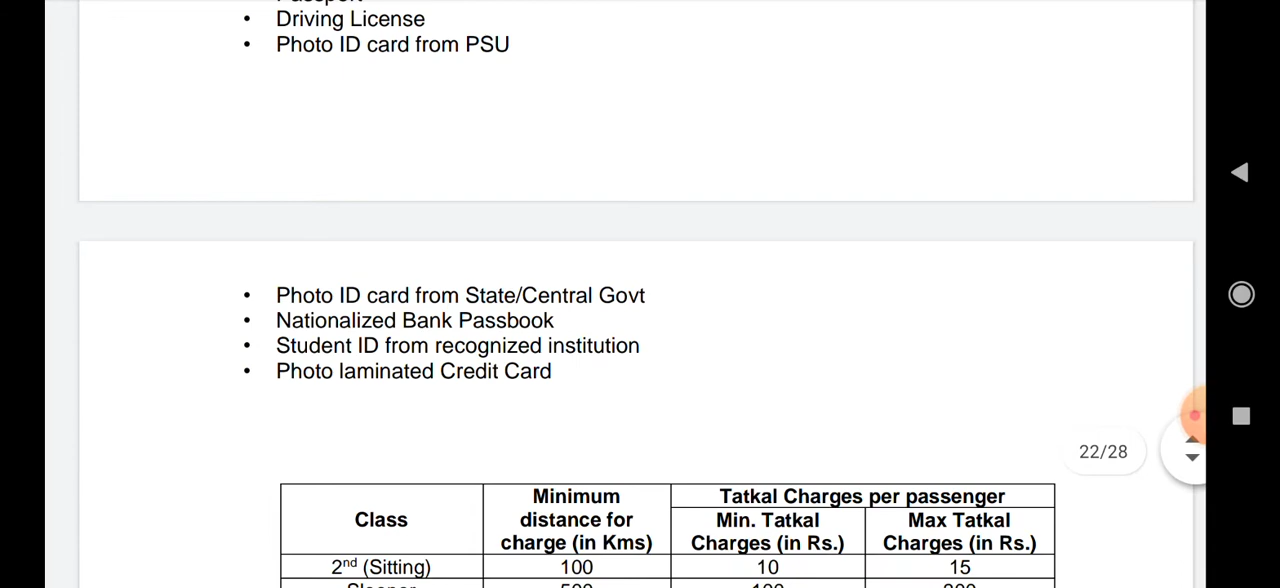 Passport
• Driving License
• Photo ID card from PSU
• Photo ID card from State/Central Govt
• Nationalized Bank Passbook
• Student ID from recognized institution
• Photo laminated Credit Card
22/28
Class
Minimum distance for charge (in Kms)
Tatkal Charges per passenger
Min. Tatkal Charges (in Rs.)
Max Tatkal Charges (in Rs.)
2nd (Sitting) 100 10 15